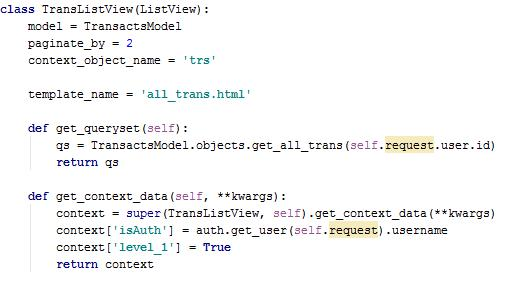 class TransListView(ListView):
    model = TransactsModel
    paginate_by = 2
    context_object_name = 'trs'

    template_name = 'all_trans.html'

    def get_queryset(self):
        qs = TransactsModel.objects.get_all_trans(self.request.user.id)
        return qs

    def get_context_data(self, **kwargs):
        context = super(TransListView, self).get_context_data(**kwargs)
        context['isAuth'] = auth.get_user(self.request).username
        context['level_1'] = True
        return context